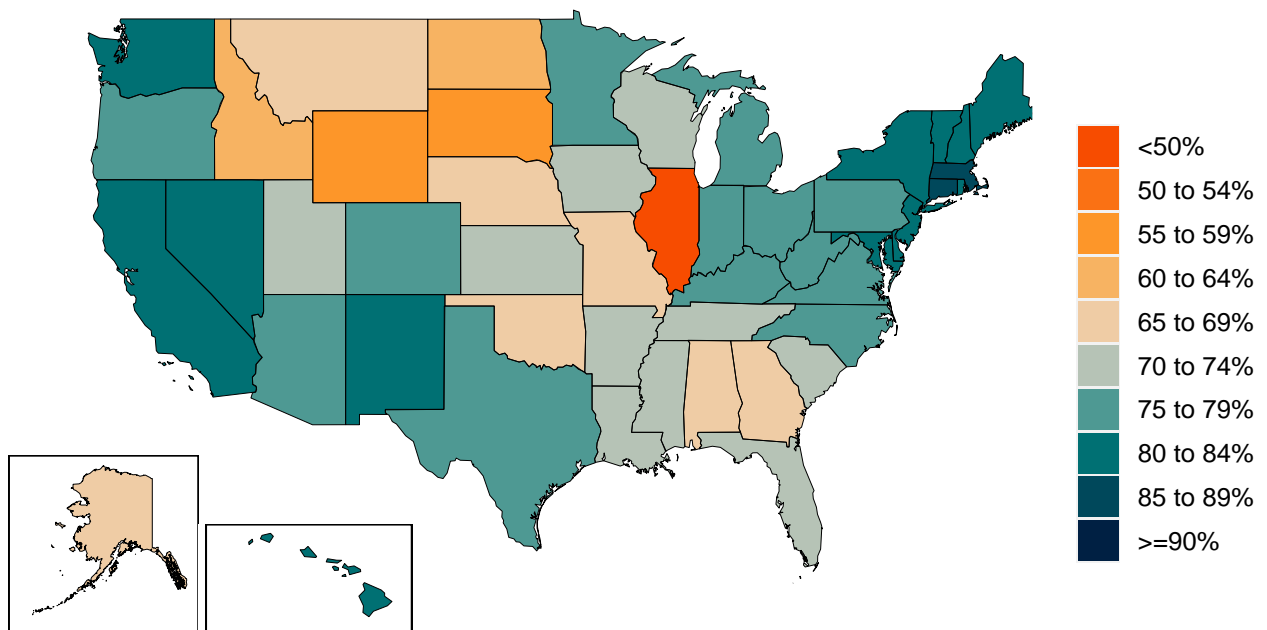 <50%
50 to 54%
55 to 59%
60 to 64%
65 to 69%
70 to 74%
75 to 79%
80 to 84%
85 to 89%
>=90%